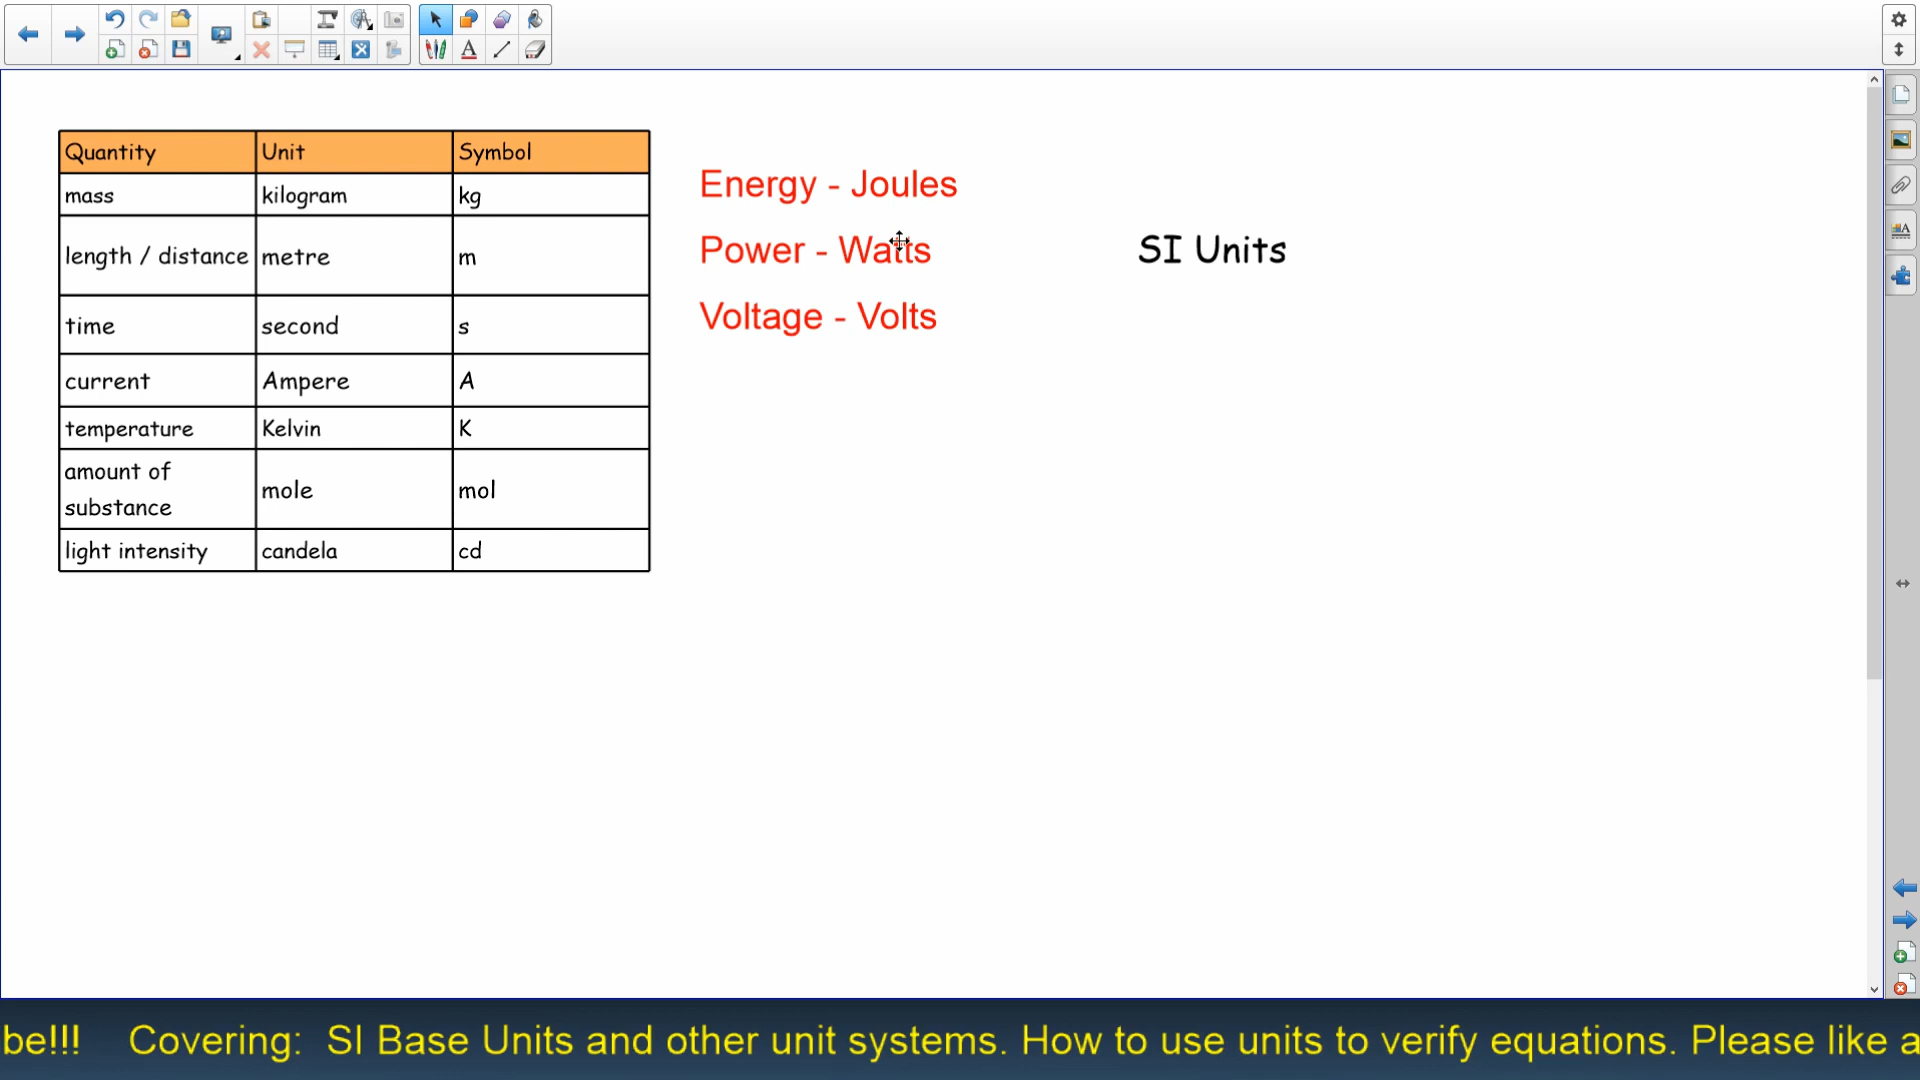 Quantity Unit Symbol
mass kilogram kg
length / distance metre m
time second s
current Ampere A
temperature Kelvin K
amount of
substance mole mol
light intensity candela cd
Energy - Joules
Power - Watts
Voltage - Volts
SI Units
be!!! Covering: SI Base Units and other unit systems. How to use units to verify equations. Please like a